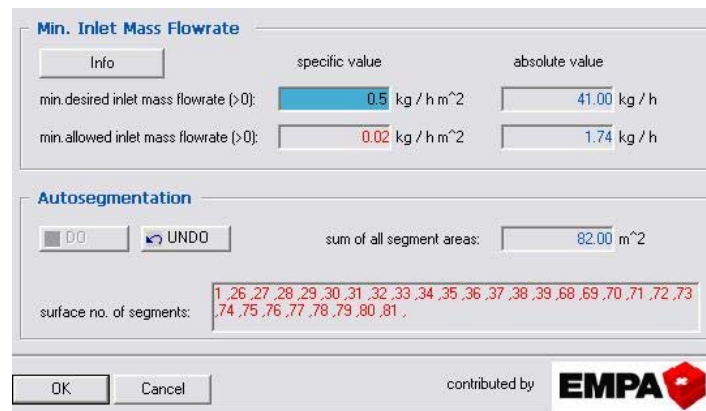 Min. Inlet Mass Flowrate
Info specific value absolute value
min.desired inlet mass flowrate (>0): 0.5 kg / h m^2 41.00 kg / h
min.allowed inlet mass flowrate (>0): 0.02 kg / h m^2 1.74 kg / h
Autosegmentation
DO UNDO sum of all segment areas: 82.00 m^2
surface no. of segments: 1 ,26 ,27 ,28 ,29 ,30 ,31 ,32 ,33 ,34 ,35 ,36 ,37 ,38 ,39 ,68 ,69 ,70 ,71 ,72 ,73
,74 ,75 ,76 ,77 ,78 ,79 ,80 ,81 ,
OK Cancel contributed by EMPA